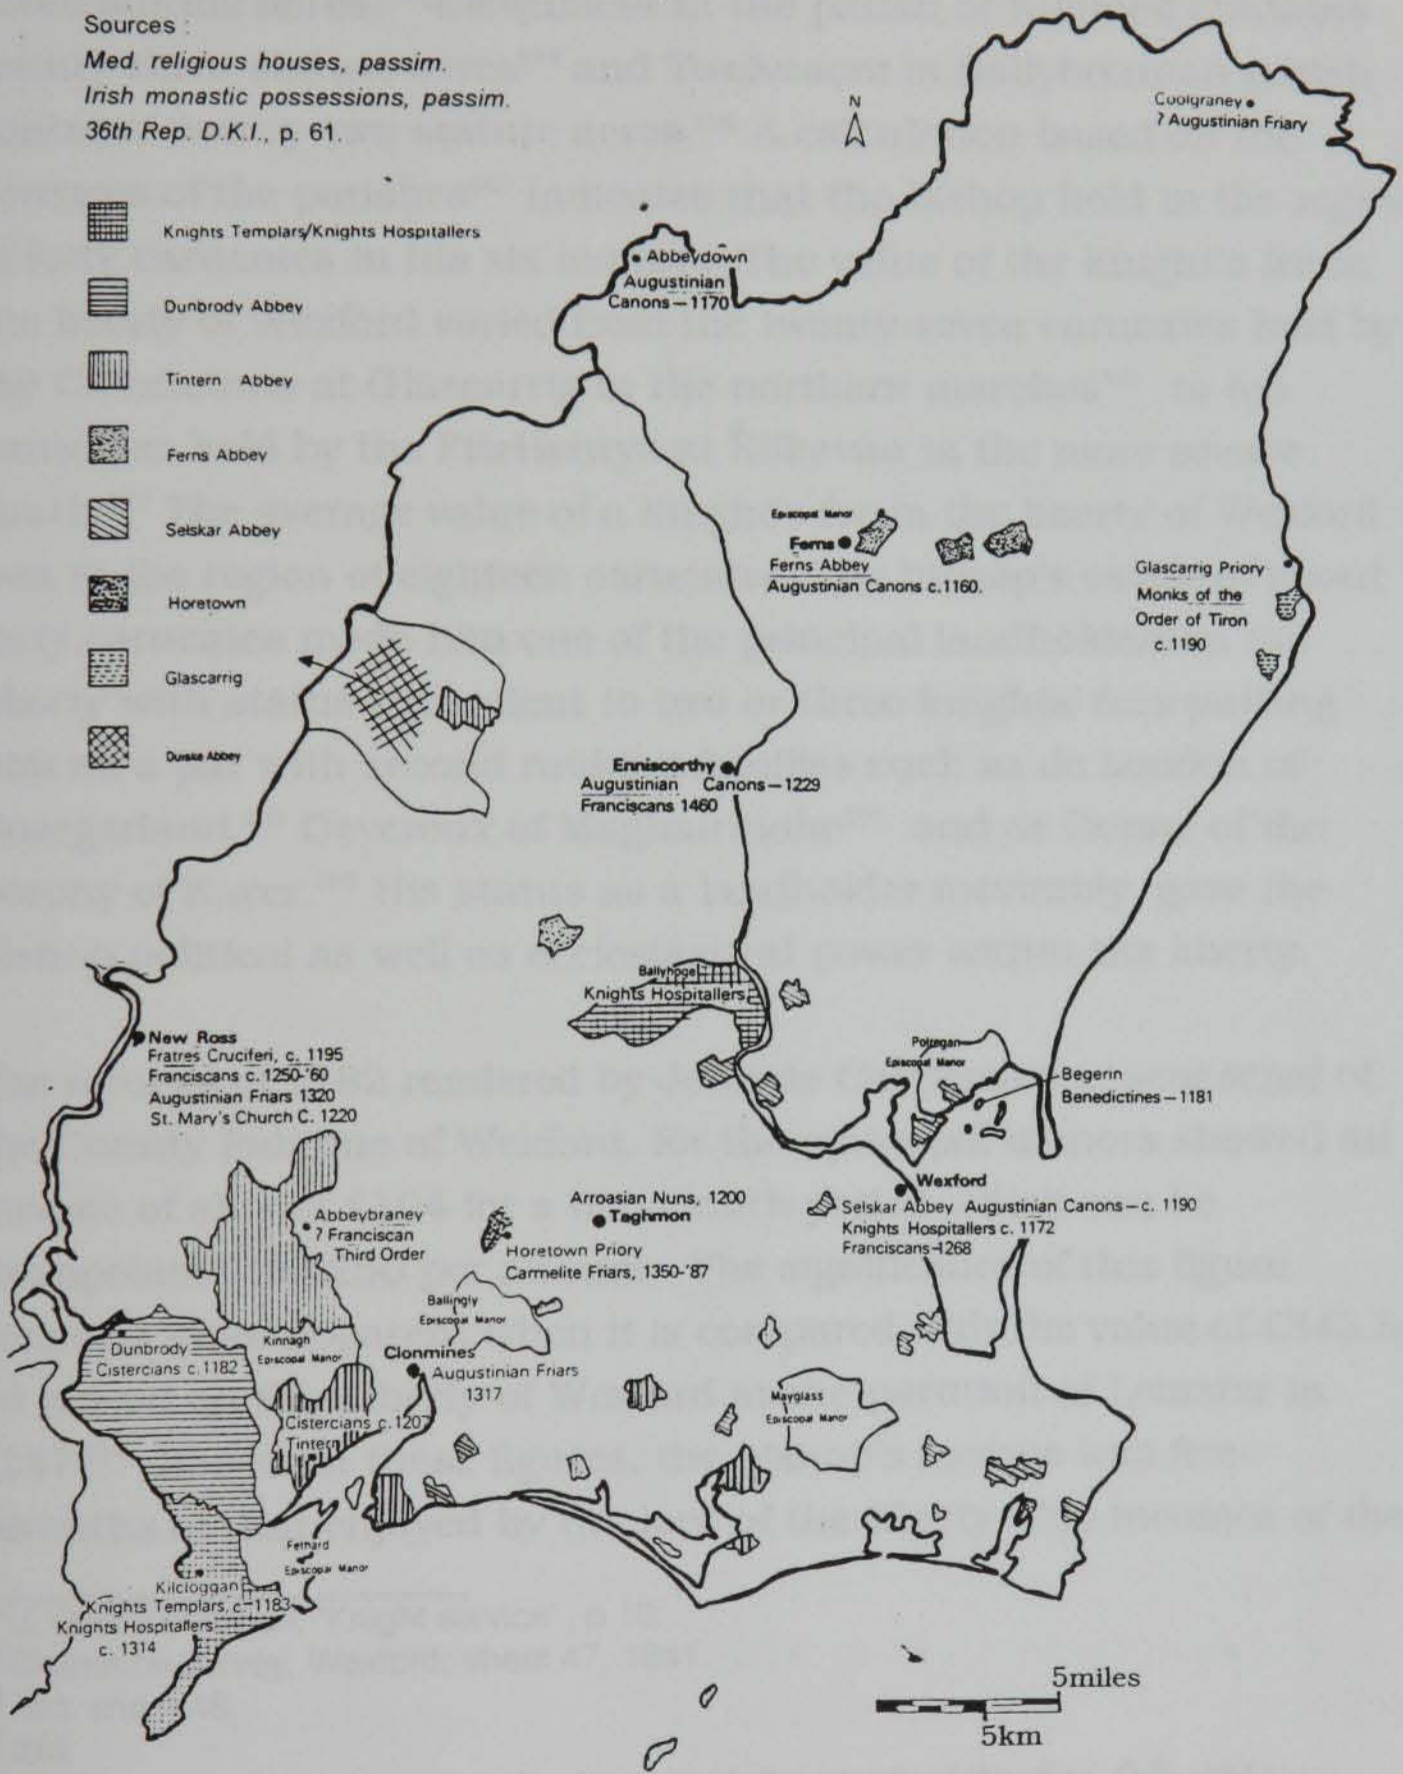 Sources :
Med. religious houses, passim.
Irish monastic possessions, passim.
36th Rep. D.K.I., p. 61.
Knights Templars/Knights Hospitallers
Dunbrody Abbey
Tintern Abbey
Ferns Abbey
Selskar Abbey
Horetown
Glascarrig
Duiske Abbey
N
Coolgraney
? Augustinian Friary
Abbeydown
Augustinian
Canons—1170
Episcopal Manor
Ferns
Ferns Abbey
Augustinian Canons c.1160.
Glascarrig Priory
Monks of the
Order of Tiron
c. 1190
Enniscorthy
Augustinian Canons—1229
Franciscans 1460
Ballyhoge
Knights Hospitallers
New Ross
Fratres Cruciferi, c. 1195
Franciscans c. 1250-'60
Augustinian Friars 1320
St. Mary's Church C. 1220
Polregan
Episcopal Manor
Begerin
Benedictines—1181
Wexford
Selskar Abbey Augustinian Canons—c. 1190
Knights Hospitallers c. 1172
Franciscans-1268
Arroasian Nuns, 1200
Taghmon
Abbeybraney
? Franciscan
Third Order
Horetown Priory
Carmelite Friars, 1350-'87
Ballingly
Episcopal Manor
Kinnagh
Episcopal Manor
Dunbrody
Cistercians c. 1182
Clonmines
Augustinian Friars
1317
Cistercians c. 1207
Tintern
Mayglass
Episcopal Manor
Fethard
Episcopal Manor
Kilcloggan
Knights Templars, c. 1183
Knights Hospitallers
c. 1314
5miles
5km